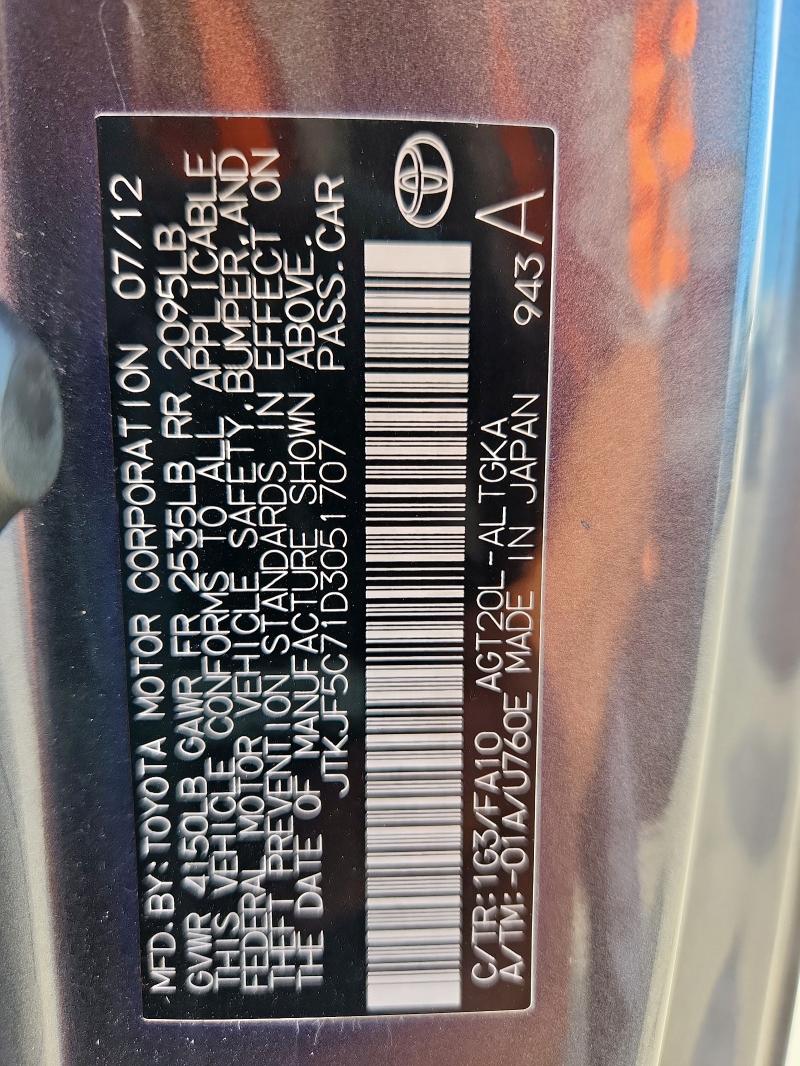 MFD. BY: TOYOTA MOTOR CORPORATION 07/12
GVWR 4150LB GAWR FR 2535LB RR 2095LB
THIS VEHICLE CONFORMS TO ALL APPLICABLE
FEDERAL MOTOR VEHICLE SAFETY, BUMPER, AND
THEFT PREVENTION STANDARDS IN EFFECT ON
THE DATE OF MANUFACTURE SHOWN ABOVE.
JTKJF5C71D3051707 PASS. CAR
C/TR: 1G3/FA10 AGT20L-ALTGKA
A/TM: -01A/U760E MADE IN JAPAN 943 A